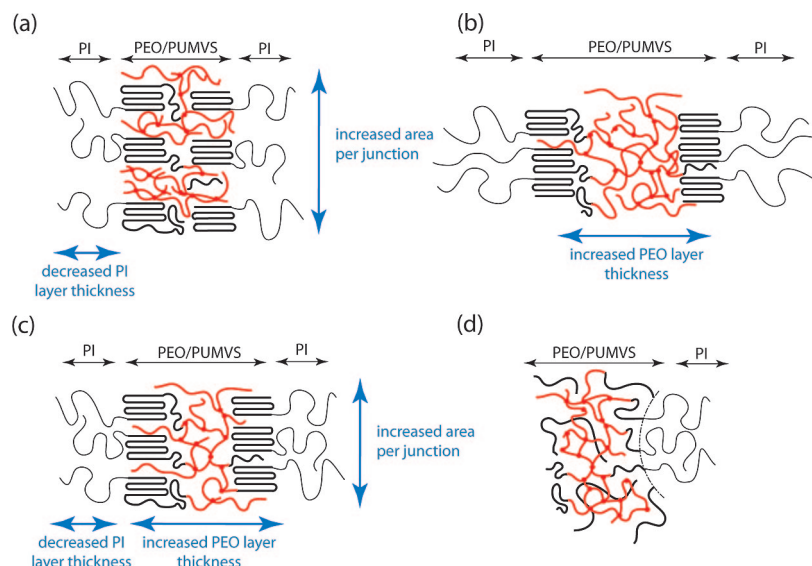 (a)
PI PEO/PUMVS PI
increased area
per junction
decreased PI
layer thickness
(b)
PI PEO/PUMVS PI
increased PEO layer
thickness
(c)
PI PEO/PUMVS PI
increased area
per junction
decreased PI
layer thickness
increased PEO layer
thickness
(d)
PEO/PUMVS PI